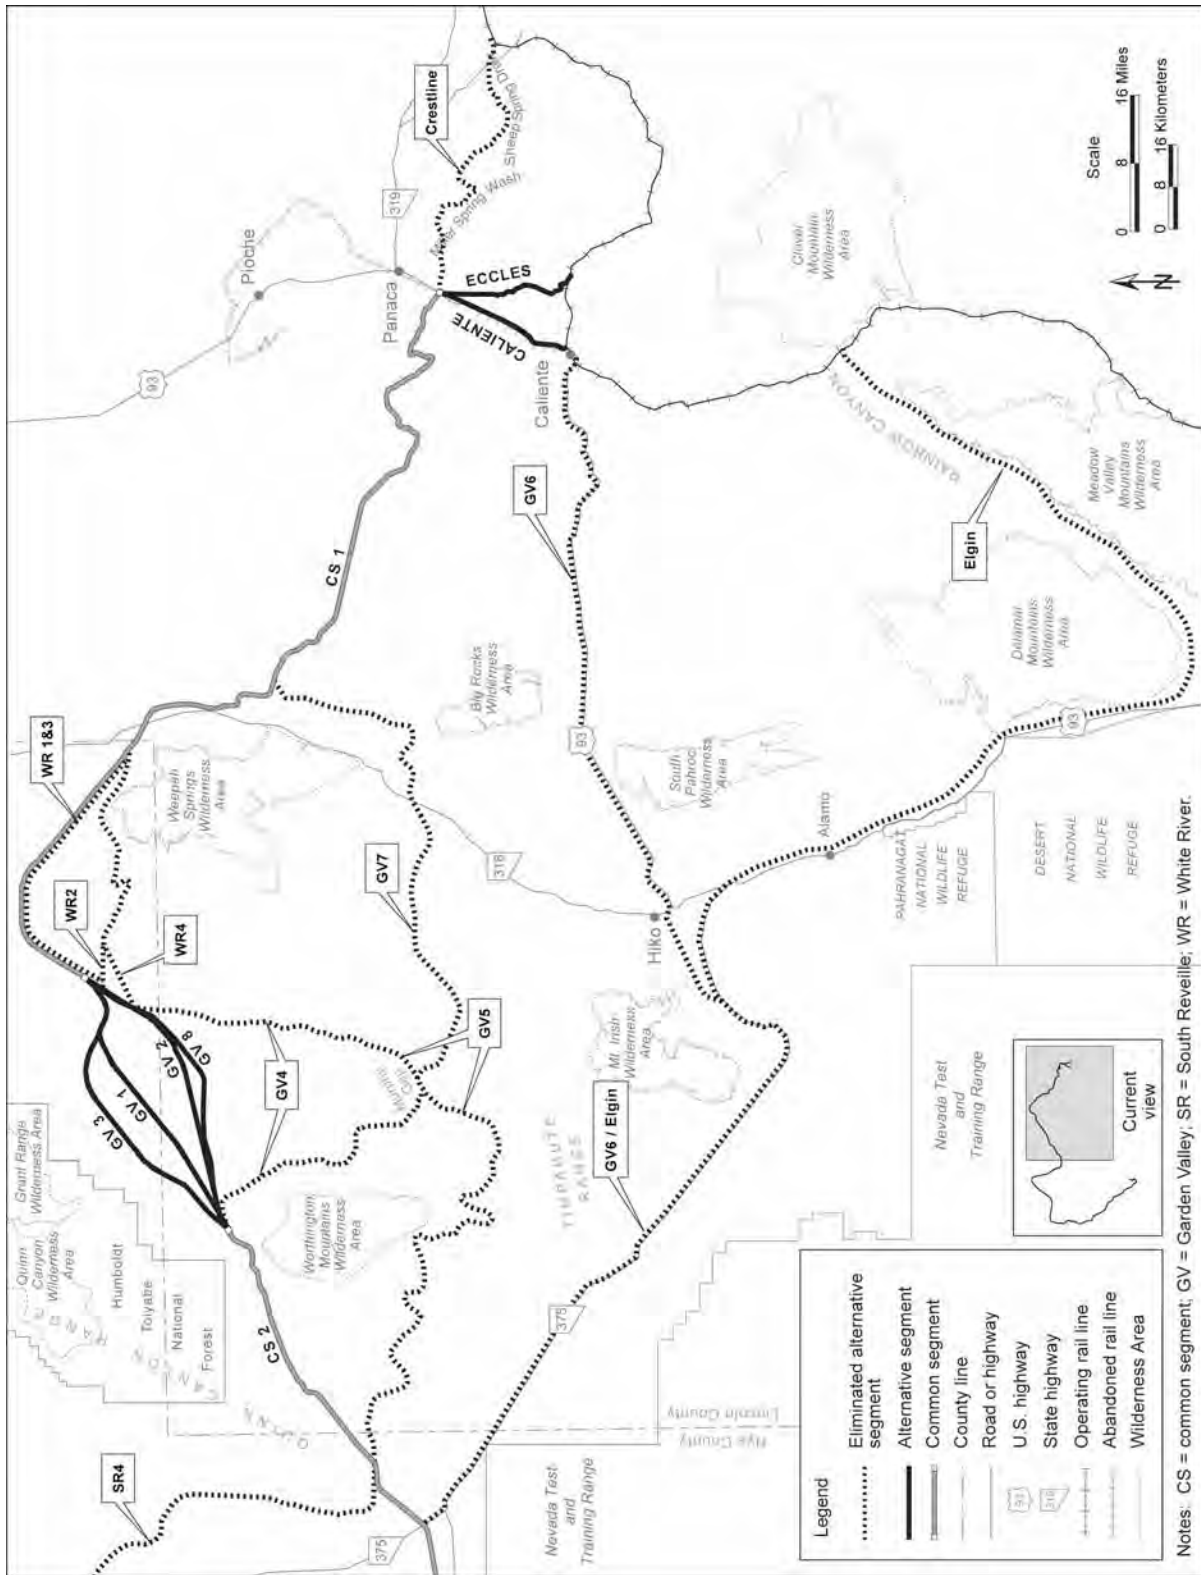 Pioche
93
Panaca
319
Crestline
Miller Spring Wash
Sheep Spring Draw
ECCLES
CALIENTE
Caliente
Clover
Mountain
Wilderness
Area
Scale
0 8 16 Miles
0 8 16 Kilometers
N
RAINBOW CANYON
Elgin
Meadow
Valley
Mountains
Wilderness
Area
Delamar
Mountains
Wilderness
Area
93
CS 1
GV6
93
Big Rocks
Wilderness
Area
South
Pahroc
Wilderness
Area
WR 1&3
Weepah
Springs
Wilderness
Area
WR2
WR4
GV7
318
Hiko
Alamo
PAHRANAGAT
NATIONAL
WILDLIFE
REFUGE
DESERT
NATIONAL
WILDLIFE
REFUGE
GV 3
GV 1
GV 2
GV 8
GV4
GV5
Murphy
Gap
Mt. Irish
Wilderness
Area
TIMPAHUTE
RANGE
GV6 / Elgin
375
Grant Range
Wilderness Area
Quinn
Canyon
Wilderness
Area
Humboldt
Toiyabe
National
Forest
Worthington
Mountains
Wilderness
Area
CS 2
SR4
375
Nye County
Lincoln County
Nevada Test
and
Training Range
Nevada Test
and
Training Range
Current
view
Legend
Eliminated alternative
segment
Alternative segment
Common segment
County line
Road or highway
93 U.S. highway
318 State highway
Operating rail line
Abandoned rail line
Wilderness Area
Notes: CS = common segment; GV = Garden Valley; SR = South Reveille; WR = White River.